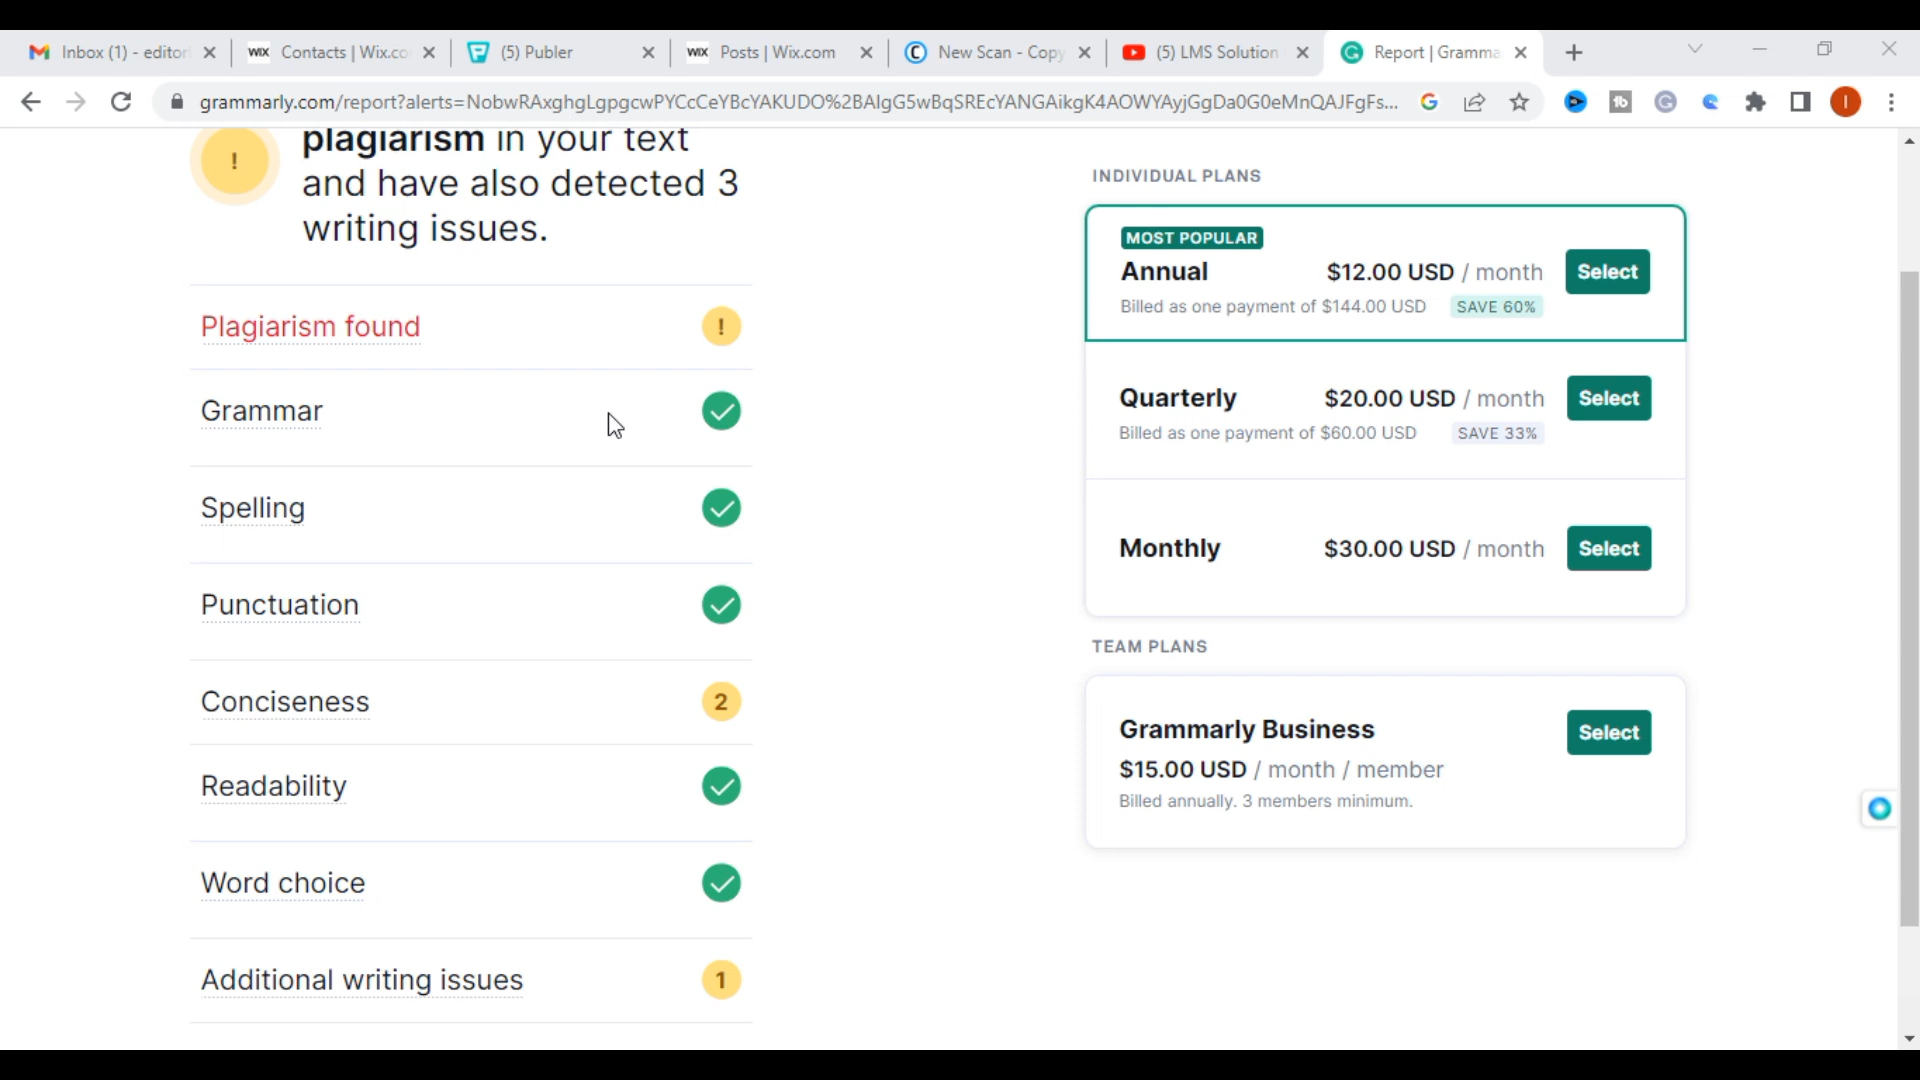 Inbox (1) - editori
WIX Contacts | Wix.co
(5) Publer
WIX Posts | Wix.com
New Scan - Copy
(5) LMS Solution
Report | Gramma
grammarly.com/report?alerts=NobwRAxghgLgpgcwPYCcCeYBcYAKUDO%2BAIgG5wBqSREcYANGAikgK4AOWYAyjGgDa0G0eMnQAJFgFs...
plagiarism in your text
and have also detected 3
writing issues.
Plagiarism found !
Grammar
Spelling
Punctuation
Conciseness 2
Readability
Word choice
Additional writing issues 1
INDIVIDUAL PLANS
MOST POPULAR
Annual $12.00 USD / month Select
Billed as one payment of $144.00 USD SAVE 60%
Quarterly $20.00 USD / month Select
Billed as one payment of $60.00 USD SAVE 33%
Monthly $30.00 USD / month Select
TEAM PLANS
Grammarly Business Select
$15.00 USD / month / member
Billed annually. 3 members minimum.